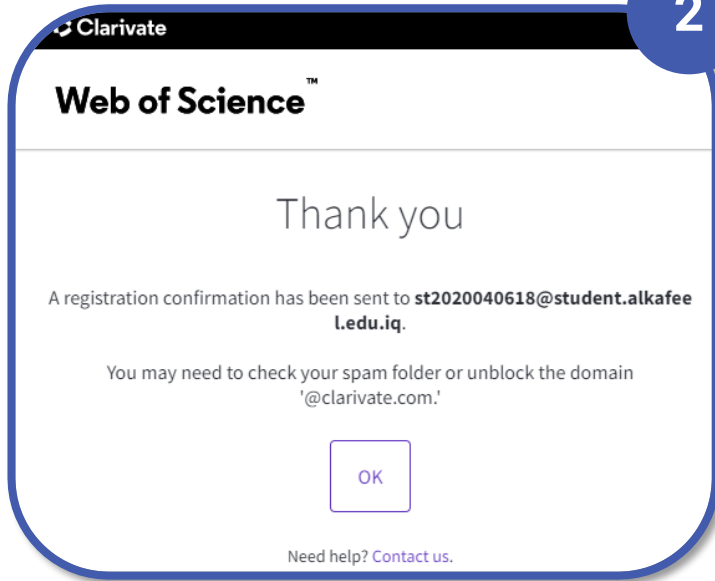 Clarivate
2
Web of Science™
Thank you
A registration confirmation has been sent to st2020040618@student.alkafee
l.edu.iq.
You may need to check your spam folder or unblock the domain
'@clarivate.com.'
OK
Need help? Contact us.